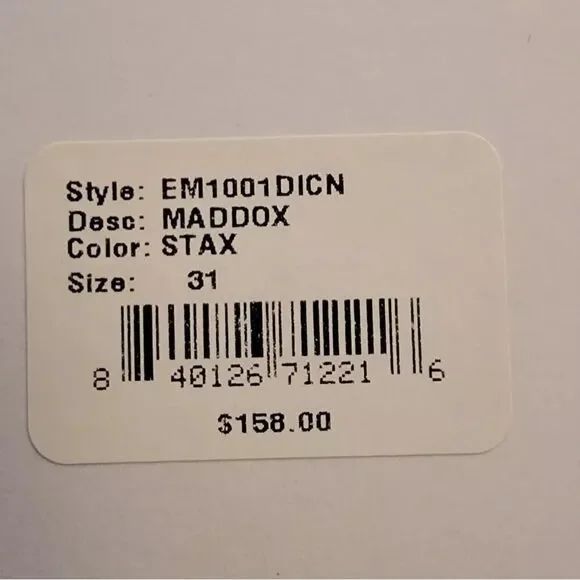 Style: EM1001DICN
Desc: MADDOX
Color: STAX
Size: 31
8 40126 71221 6
$158.00